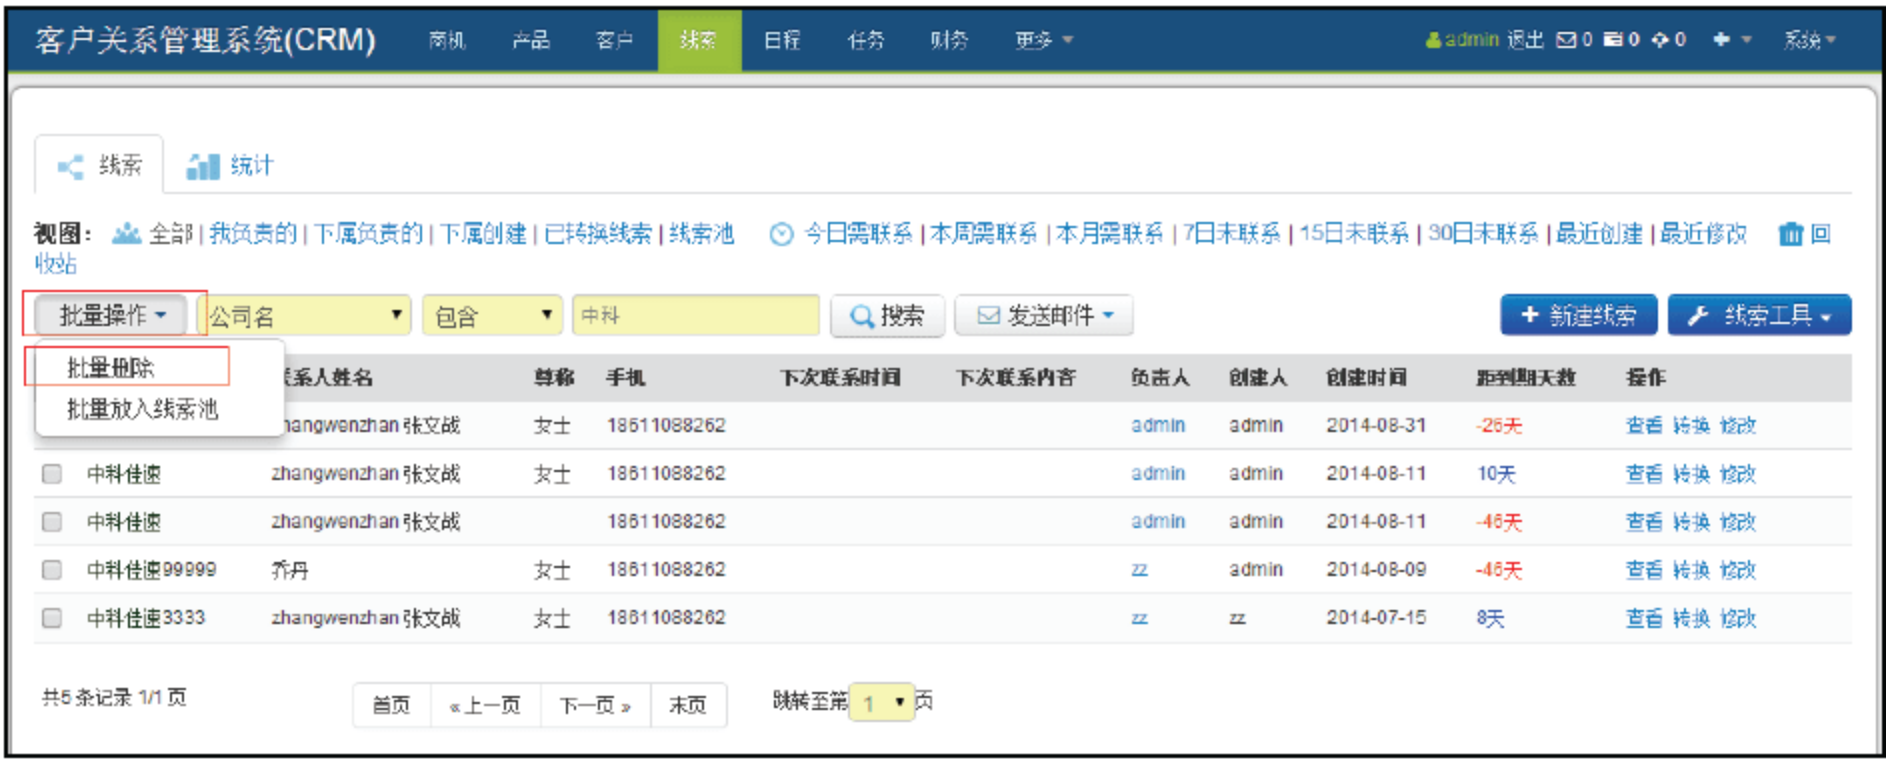 客户关系管理系统(CRM) 商机 产品 客户 线索 日程 任务 财务 更多 admin 退出 0 0 0 系统
线索 统计
视图： 全部 | 我负责的 | 下属负责的 | 下属创建 | 已转换线索 | 线索池 今日需联系 | 本周需联系 | 本月需联系 | 7日未联系 | 15日未联系 | 30日未联系 | 最近创建 | 最近修改 回
收站
批量操作 公司名 包含 中科 搜索 发送邮件 + 新建线索 线索工具
批量删除
批量放入线索池
系人姓名 尊称 手机 下次联系时间 下次联系内容 负责人 创建人 创建时间 距到期天数 操作
hangwenzhan 张文战 女士 18611088262 admin admin 2014-08-31 -26天 查看 转换 修改
中科佳速 zhangwenzhan 张文战 女士 18611088262 admin admin 2014-08-11 10天 查看 转换 修改
中科佳速 zhangwenzhan 张文战 18611088262 admin admin 2014-08-11 -46天 查看 转换 修改
中科佳速99999 乔丹 女士 18611088262 zz admin 2014-08-09 -46天 查看 转换 修改
中科佳速3333 zhangwenzhan 张文战 女士 18611088262 zz zz 2014-07-15 8天 查看 转换 修改
共5 条记录 1/1 页 首页 « 上一页 下一页 » 末页 跳转至第 1 页